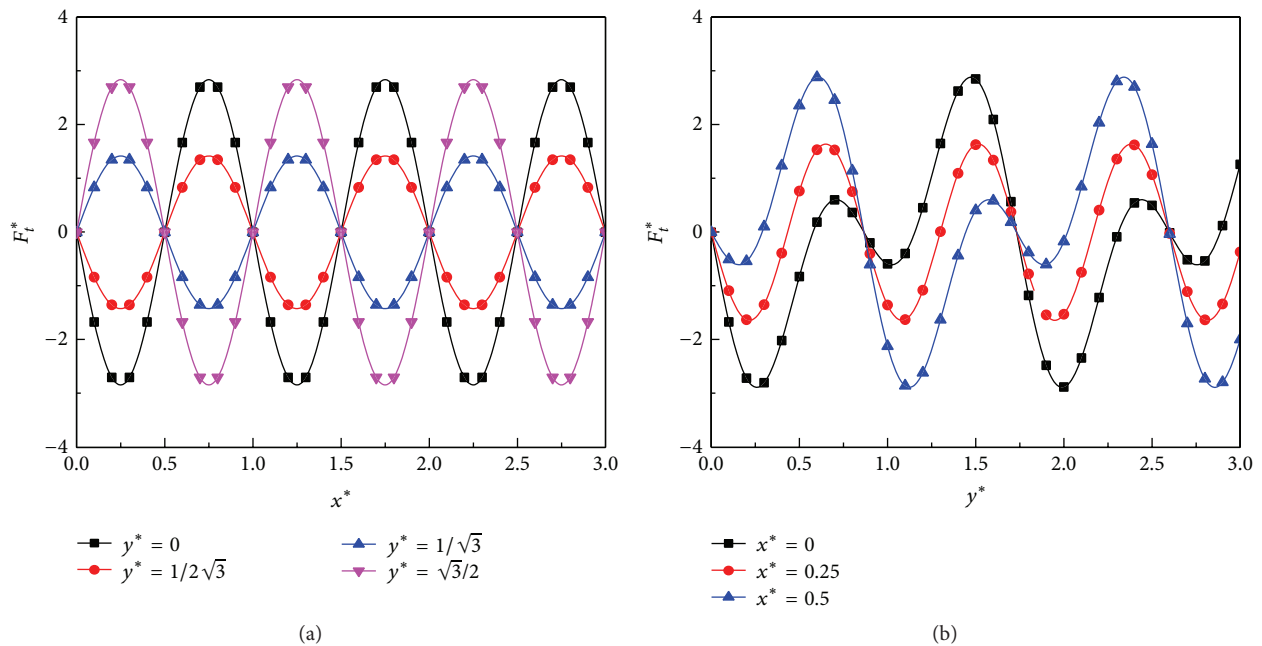 4
2
0
−2
−4
F_t^*
0.0 0.5 1.0 1.5 2.0 2.5 3.0
x^*
y^* = 0
y^* = 1/2√3
y^* = 1/√3
y^* = √3/2
(a)
4
2
0
−2
−4
F_t^*
0.0 0.5 1.0 1.5 2.0 2.5 3.0
y^*
x^* = 0
x^* = 0.25
x^* = 0.5
(b)